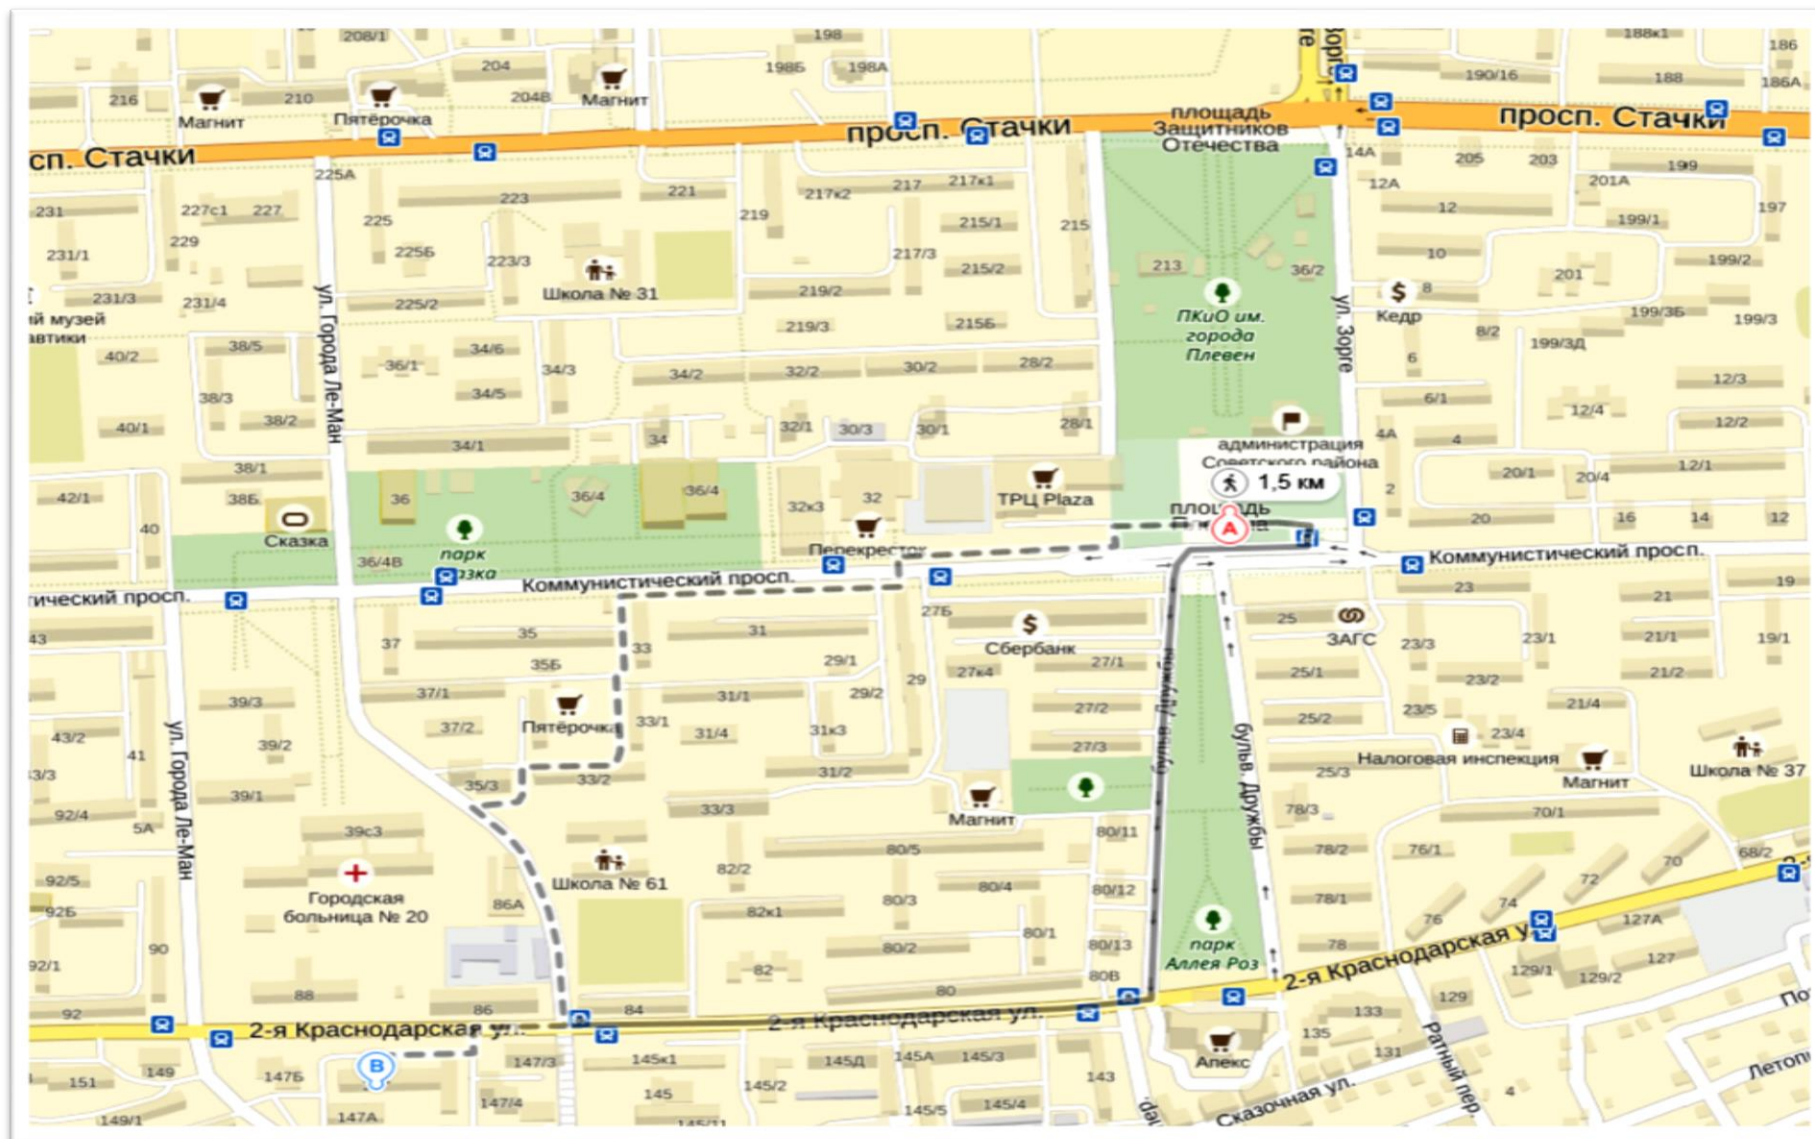 208/1
198
188к1
186
204
198Б
198А
190/16
188
186А
216
210
204В
Магнит
Пятёрочка
Магнит
площадь
Защитников
Отечества
просп. Стачки
просп. Стачки
сп. Стачки
225А
14А
205
203
199
221
217
217к1
217к2
12А
201А
231
227с1
227
225
223
219
215/1
215
12
199/1
197
229
231/1
225Б
223/3
217/3
215/2
213
36/2
10
201
199/2
231/3
231/4
225/2
Школа № 31
219/2
8
Кедр
ул. Города Ле-Ман
ул. Зорге
ПКиО им.
города
Плевен
ий музей
автики
219/3
215Б
8/2
199/3Б
199/3
199/3Д
40/2
38/5
36/1
34/6
34/5
34/3
34/2
32/2
30/2
28/2
6
12/3
38/3
38/2
6/1
12/4
12/2
40/1
34/1
34
32/1
30/3
30/1
28/1
4А
4
администрация
Советского района
1,5 км
38/1
42/1
38Б
36
36/4
36/4
32к3
32
ТРЦ Plaza
2
20/1
20/4
12/1
40
Сказка
парк
36/4В
Перекресток
площадь
А
20
16
14
12
Коммунистический просп.
Коммунистический просп.
тический просп.
43
37
35
33
31
27Б
Сбербанк
25
ЗАГС
23
21
19
35Б
29/1
27к4
27/1
25/1
23/3
23/1
21/1
19/1
37/1
31/1
29/2
29
23/2
21/2
39/3
37/2
Пятёрочка
33/1
31/4
31к3
27/2
25/2
23/5
21/4
43/2
41
39/2
27/3
23/4
Налоговая инспекция
Магнит
Школа № 37
ул. Города Ле-Ман
бульв. Дружбы
бульв. Дружбы
35/3
33/2
31/2
25/3
39/1
33/3
Магнит
78/3
70/1
92/4
5А
39с3
80/11
80/5
78/2
76/1
70
68/2
92/5
Городская
больница № 20
Школа № 61
82/2
80/4
80/12
78/1
72
92Б
86А
82к1
80/3
76
74
127А
90
80/2
80/1
80/13
парк
Аллея Роз
78
92/1
82
80В
129/1
129/2
127
88
80
92
86
84
133
129
2-я Краснодарская ул.
2-я Краснодарская ул.
2-я Краснодарская у
135
131
Апекс
В
151
149
147Б
147/3
145к1
145Д
145А
145/3
143
149/1
147А
147/4
145
145/2
145/5
145/4
145/11
Сказочная ул.
Ратный пер.
4
Летоп